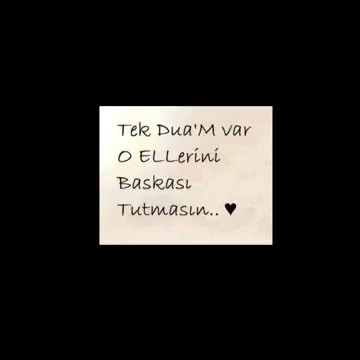 Tek Dua'M var
O ELLerini
Baskası
Tutmasın.. ♥